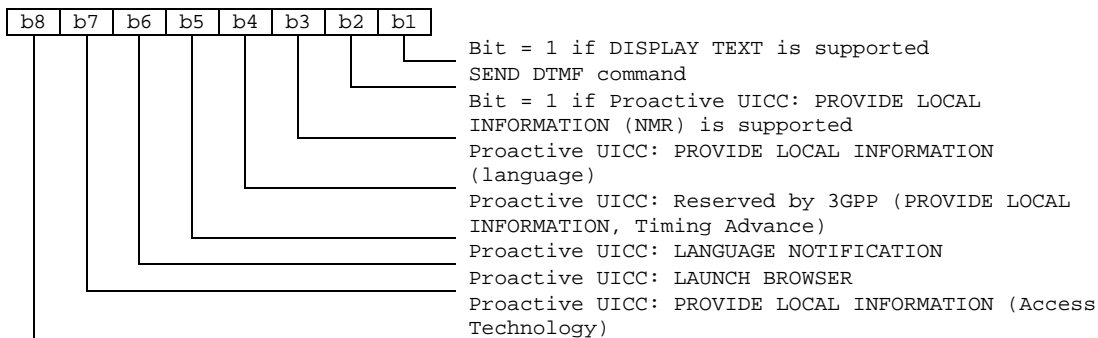 b8 b7 b6 b5 b4 b3 b2 b1
Bit = 1 if DISPLAY TEXT is supported
SEND DTMF command
Bit = 1 if Proactive UICC: PROVIDE LOCAL
INFORMATION (NMR) is supported
Proactive UICC: PROVIDE LOCAL INFORMATION
(language)
Proactive UICC: Reserved by 3GPP (PROVIDE LOCAL
INFORMATION, Timing Advance)
Proactive UICC: LANGUAGE NOTIFICATION
Proactive UICC: LAUNCH BROWSER
Proactive UICC: PROVIDE LOCAL INFORMATION (Access
Technology)